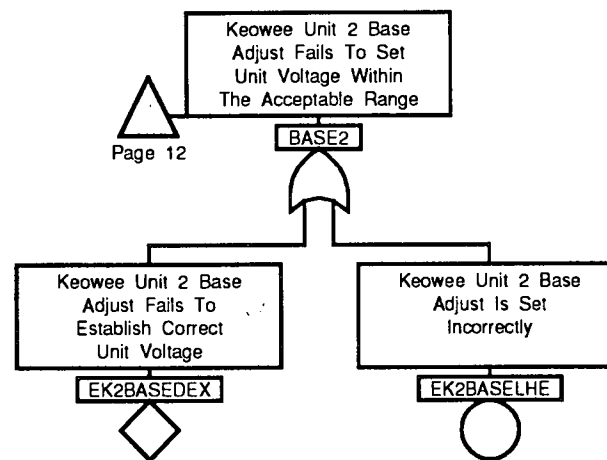 Keowee Unit 2 Base
Adjust Fails To Set
Unit Voltage Within
The Acceptable Range
Page 12
BASE2
Keowee Unit 2 Base
Adjust Fails To
Establish Correct
Unit Voltage
EK2BASEDEX
Keowee Unit 2 Base
Adjust Is Set
Incorrectly
EK2BASELHE